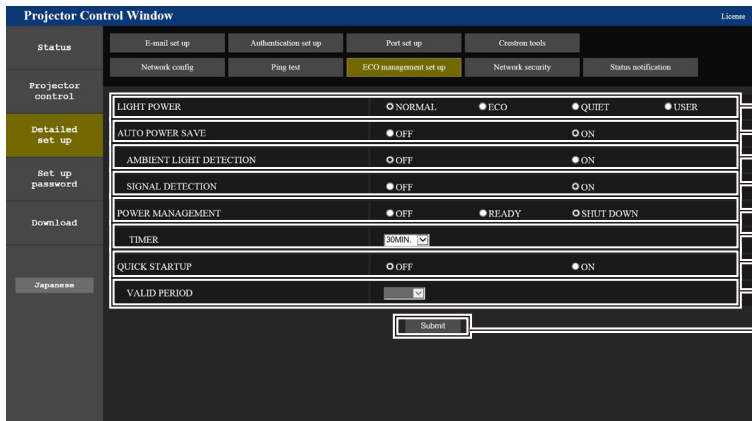 Projector Control Window License
Status
E-mail set up Authentication set up Port set up Crestron tools
Network config Ping test ECO management set up Network security Status notification
Projector
control
Detailed
set up
Set up
password
Download
Japanese
LIGHT POWER NORMAL ECO QUIET USER
AUTO POWER SAVE OFF ON
AMBIENT LIGHT DETECTION OFF ON
SIGNAL DETECTION OFF ON
POWER MANAGEMENT OFF READY SHUT DOWN
TIMER 30MIN.
QUICK STARTUP OFF ON
VALID PERIOD
Submit